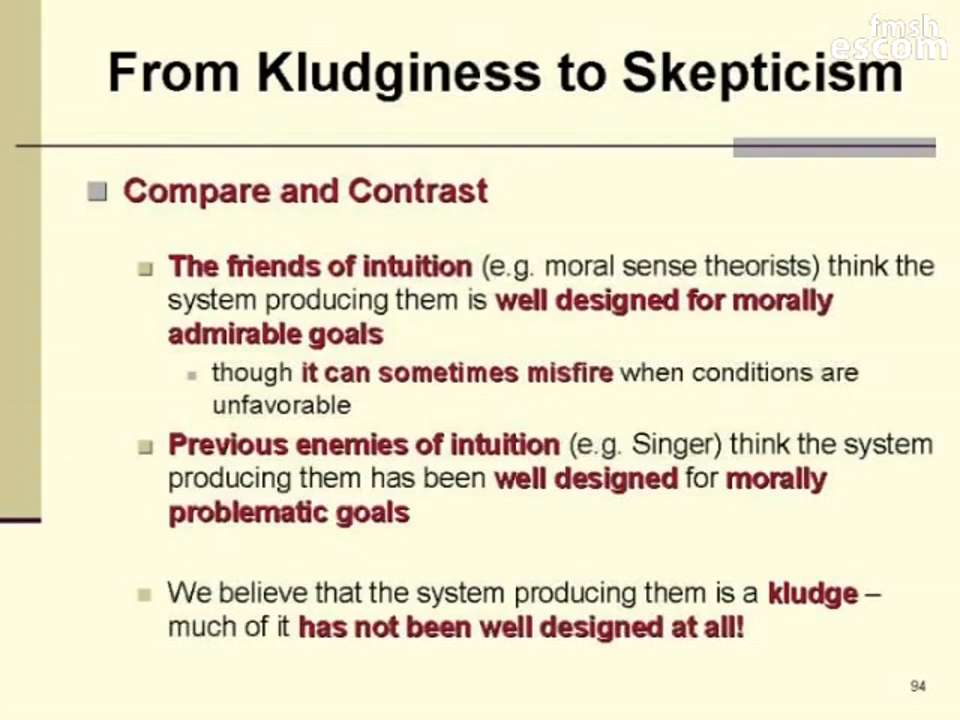 fmsh
escom
From Kludginess to Skepticism
Compare and Contrast
The friends of intuition (e.g. moral sense theorists) think the
system producing them is well designed for morally
admirable goals
though it can sometimes misfire when conditions are
unfavorable
Previous enemies of intuition (e.g. Singer) think the system
producing them has been well designed for morally
problematic goals
We believe that the system producing them is a kludge –
much of it has not been well designed at all!
94